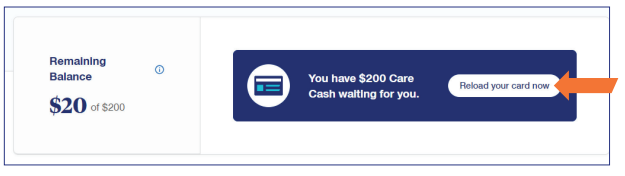 Remaining
Balance
$20 of $200
You have $200 Care
Cash waiting for you.
Reload your card now